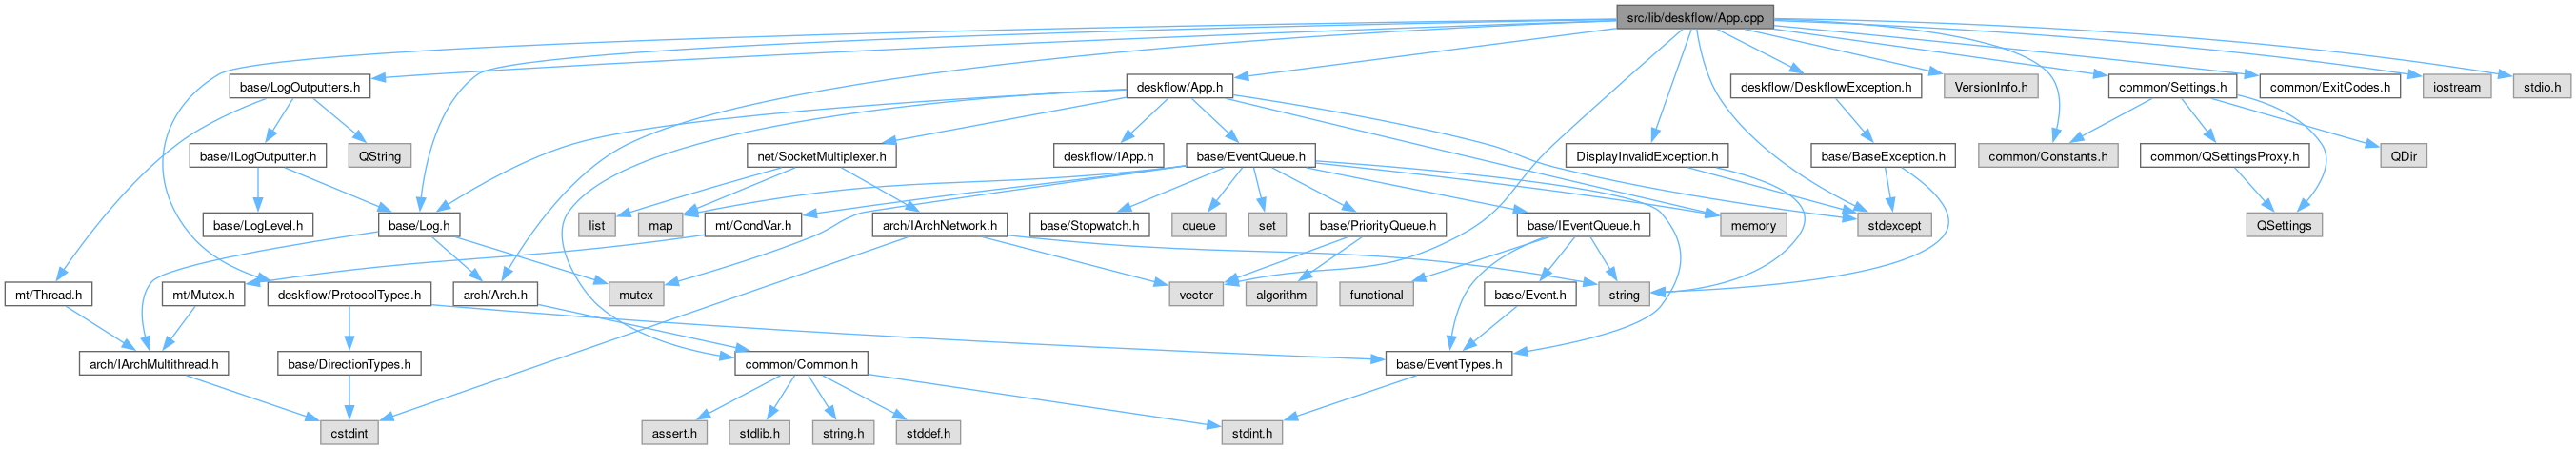 src/lib/deskflow/App.cpp
base/LogOutputters.h
deskflow/App.h
deskflow/DeskflowException.h
VersionInfo.h
common/Settings.h
common/ExitCodes.h
iostream
stdio.h
base/ILogOutputter.h
QString
net/SocketMultiplexer.h
deskflow/IApp.h
base/EventQueue.h
DisplayInvalidException.h
base/BaseException.h
common/Constants.h
common/QSettingsProxy.h
QDir
base/LogLevel.h
base/Log.h
list
map
mt/CondVar.h
arch/IArchNetwork.h
base/Stopwatch.h
queue
set
base/PriorityQueue.h
base/IEventQueue.h
memory
stdexcept
QSettings
mt/Thread.h
mt/Mutex.h
deskflow/ProtocolTypes.h
arch/Arch.h
mutex
vector
algorithm
functional
base/Event.h
string
arch/IArchMultithread.h
base/DirectionTypes.h
common/Common.h
base/EventTypes.h
cstdint
assert.h
stdlib.h
string.h
stddef.h
stdint.h